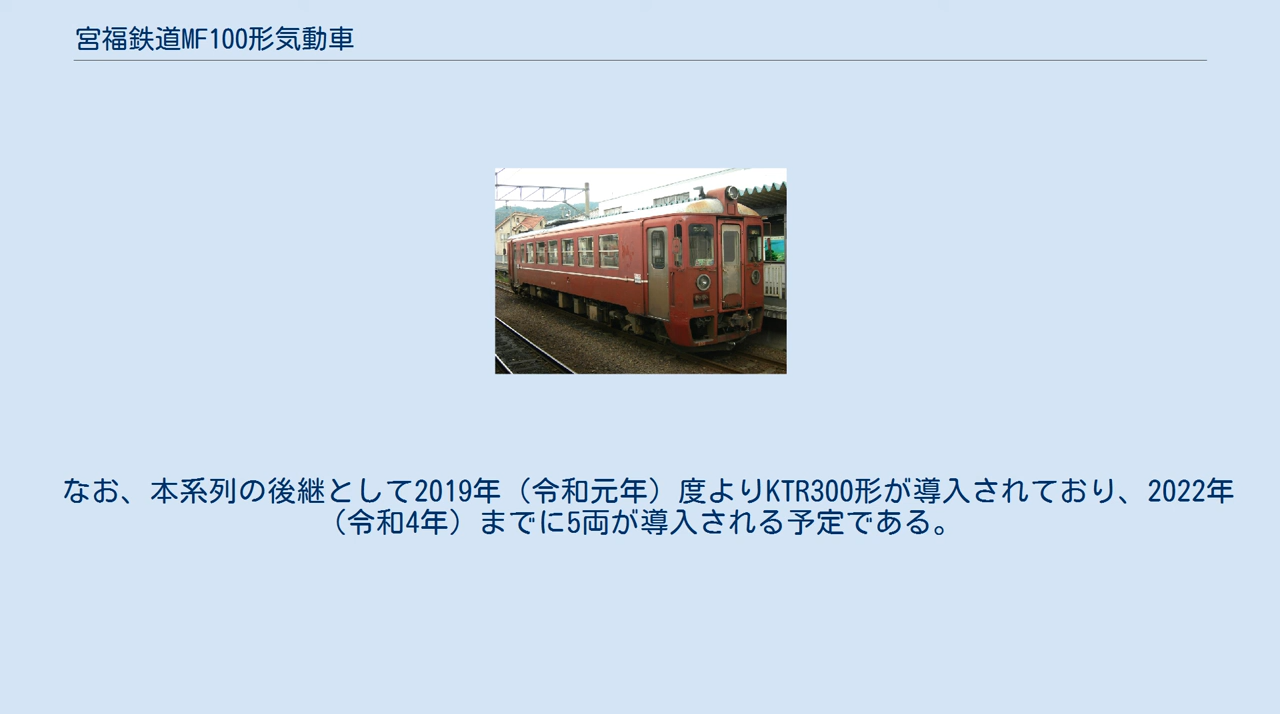 宮福鉄道MF100形気動車
なお、本系列の後継として2019年（令和元年）度よりKTR300形が導入されており、2022年
（令和4年）までに5両が導入される予定である。